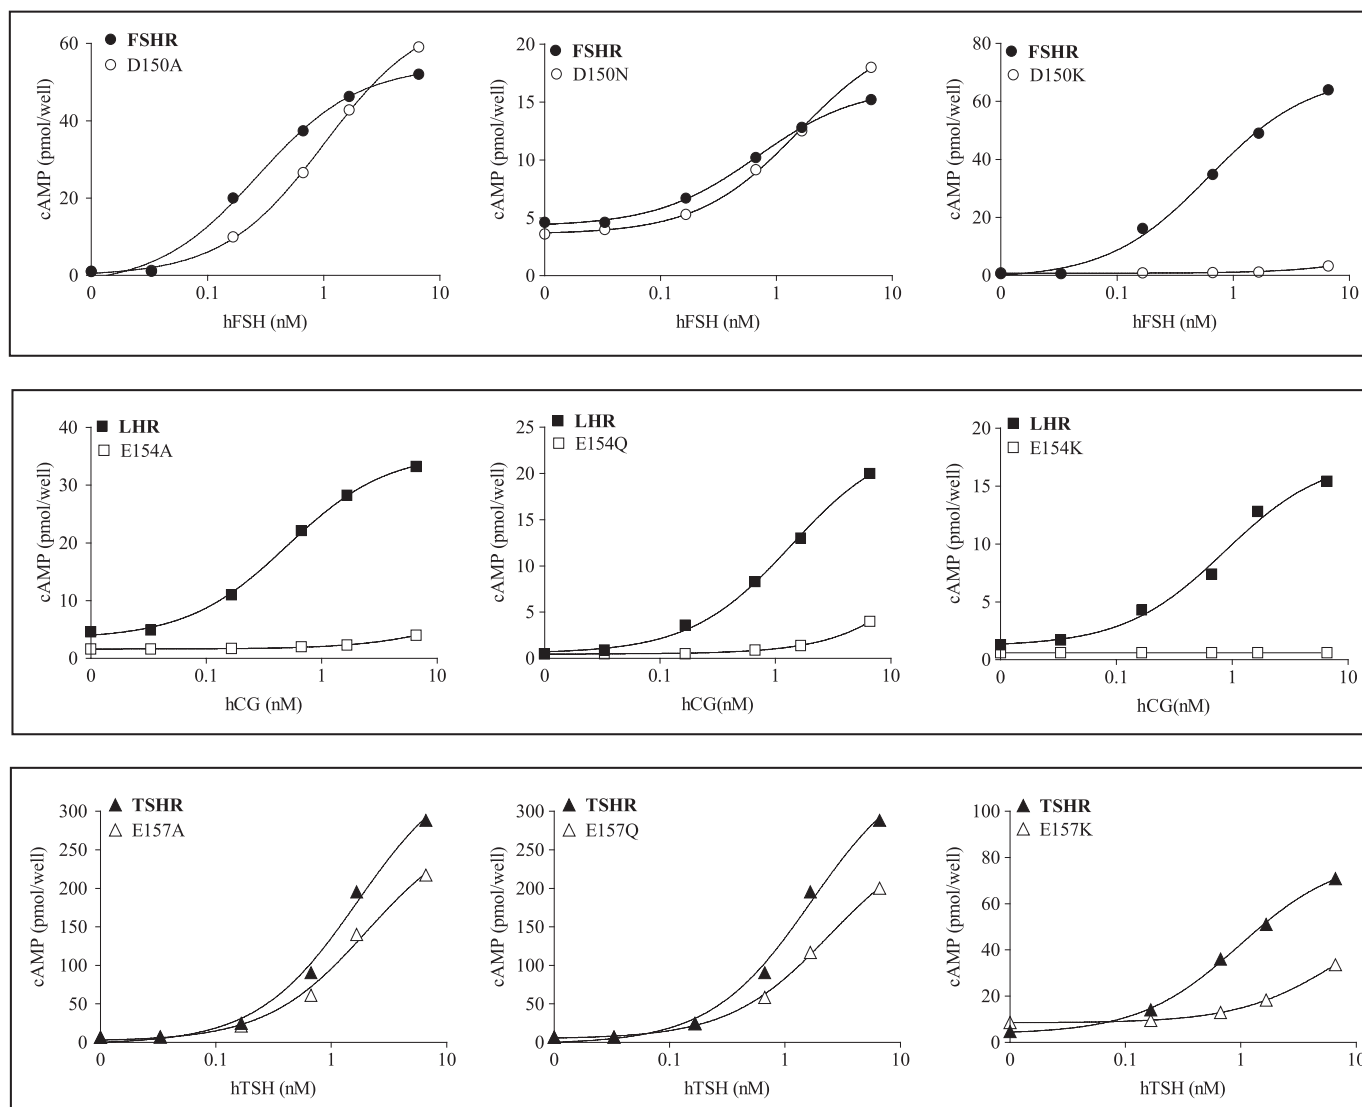 FSHR
D150A
cAMP (pmol/well)
60
40
20
0
0 0.1 1 10
hFSH (nM)
FSHR
D150N
cAMP (pmol/well)
20
15
10
5
0
0 0.1 1 10
hFSH (nM)
FSHR
D150K
cAMP (pmol/well)
80
60
40
20
0
0 0.1 1 10
hFSH (nM)
LHR
E154A
cAMP (pmol/well)
40
30
20
10
0
0 0.1 1 10
hCG (nM)
LHR
E154Q
cAMP (pmol/well)
25
20
15
10
5
0
0 0.1 1 10
hCG(nM)
LHR
E154K
cAMP (pmol/well)
20
15
10
5
0
0 0.1 1 10
hCG(nM)
TSHR
E157A
cAMP (pmol/well)
300
250
200
150
100
50
0
0 0.1 1 10
hTSH (nM)
TSHR
E157Q
cAMP (pmol/well)
300
250
200
150
100
50
0
0 0.1 1 10
hTSH (nM)
TSHR
E157K
cAMP (pmol/well)
100
80
60
40
20
0
0 0.1 1 10
hTSH (nM)